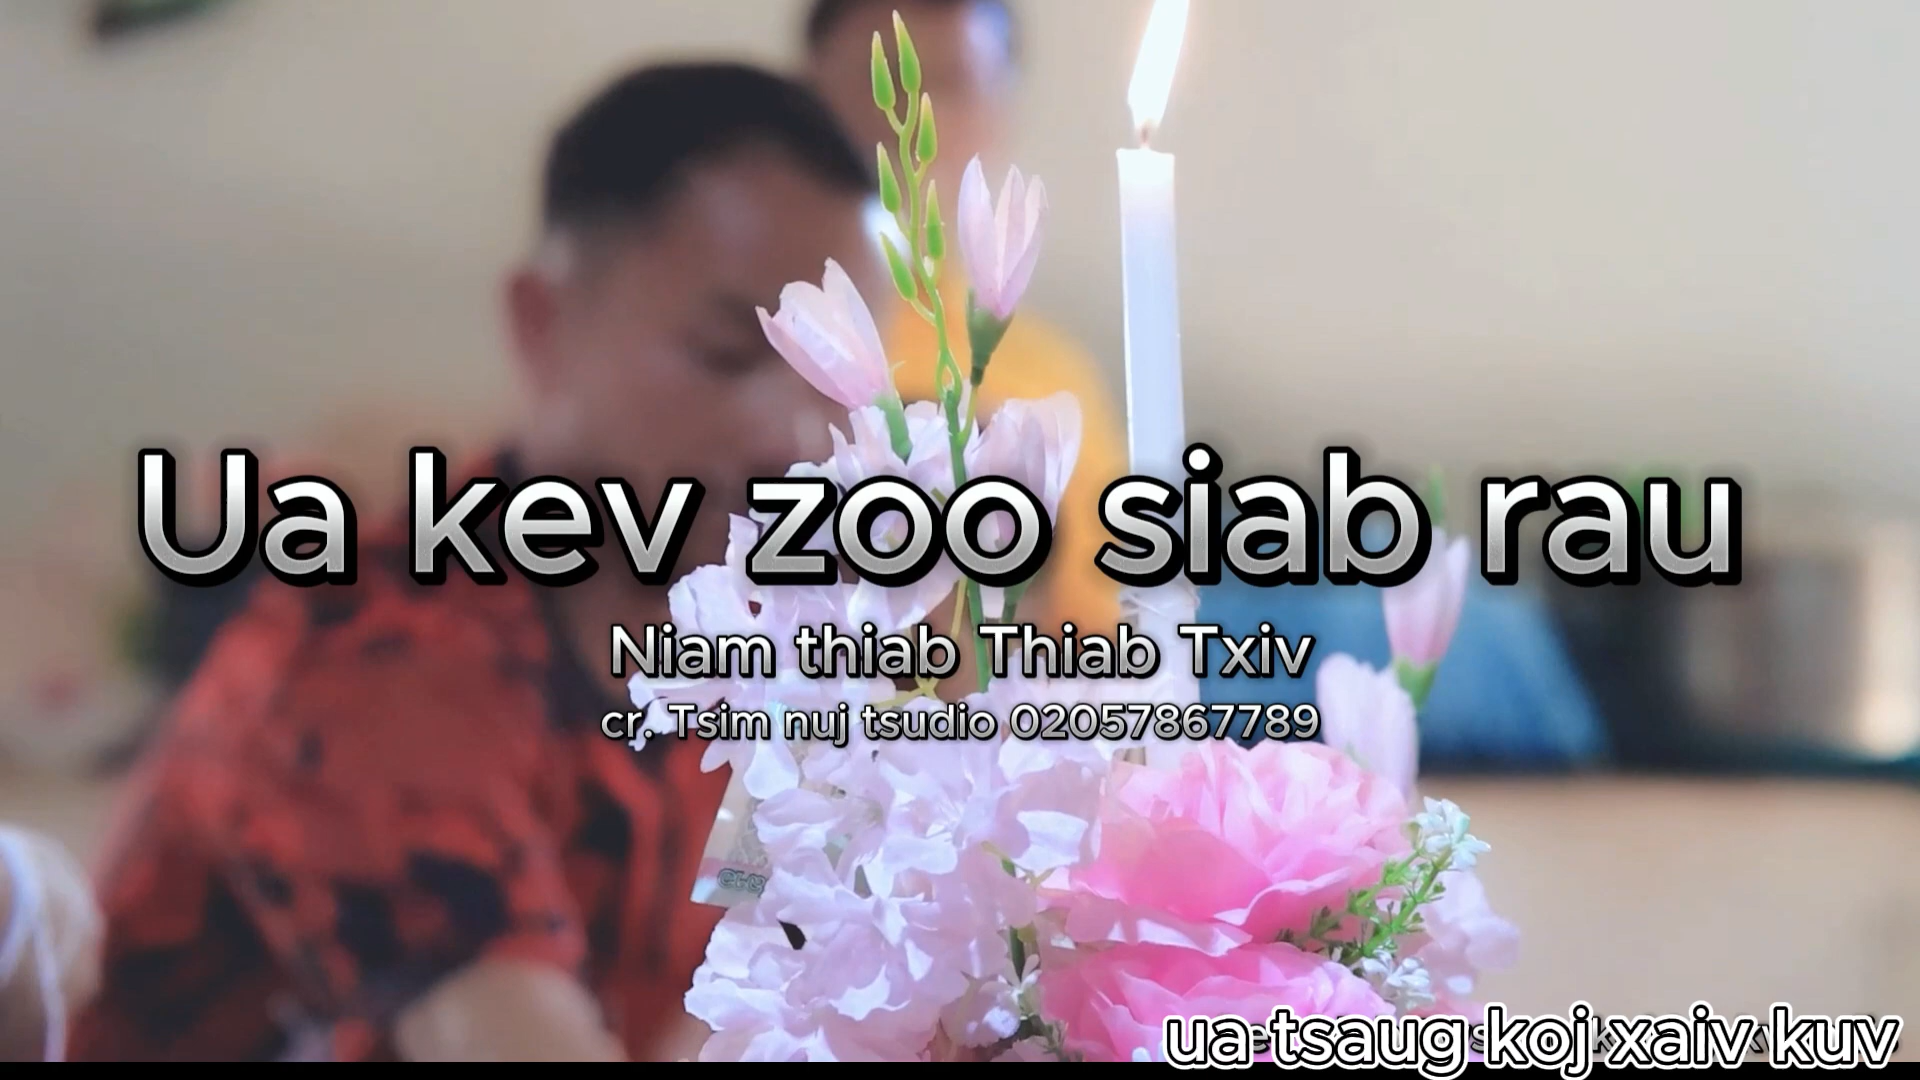 Ua kev zoo siab rau
Niam thiab Thiab Txiv
cr. Tsim nuj tsudio 02057867789
ua tsaug koj xaiv kuv